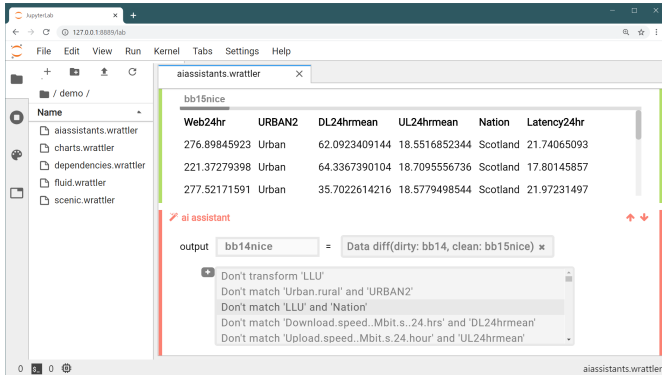 JupyterLab
127.0.0.1:8889/lab
File Edit View Run Kernel Tabs Settings Help
aiassistants.wrattler
/ demo /
Name
aiassistants.wrattler
charts.wrattler
dependencies.wrattler
fluid.wrattler
scenic.wrattler
bb15nice
Web24hr URBAN2 DL24hrmean UL24hrmean Nation Latency24hr
276.89845923 Urban 62.0923409144 18.5516852344 Scotland 21.74065093
221.37279398 Urban 64.3367390104 18.7095556736 Scotland 17.80145857
277.52171591 Urban 35.7022614216 18.5779498544 Scotland 21.97231497
ai assistant
output bb14nice = Data diff(dirty: bb14, clean: bb15nice) ×
Don't transform 'LLU'
Don't match 'Urban.rural' and 'URBAN2'
Don't match 'LLU' and 'Nation'
Don't match 'Download.speed..Mbit.s..24.hrs' and 'DL24hrmean'
Don't match 'Upload.speed..Mbit.s..24.hour' and 'UL24hrmean'
0 0 aiassistants.wrattler